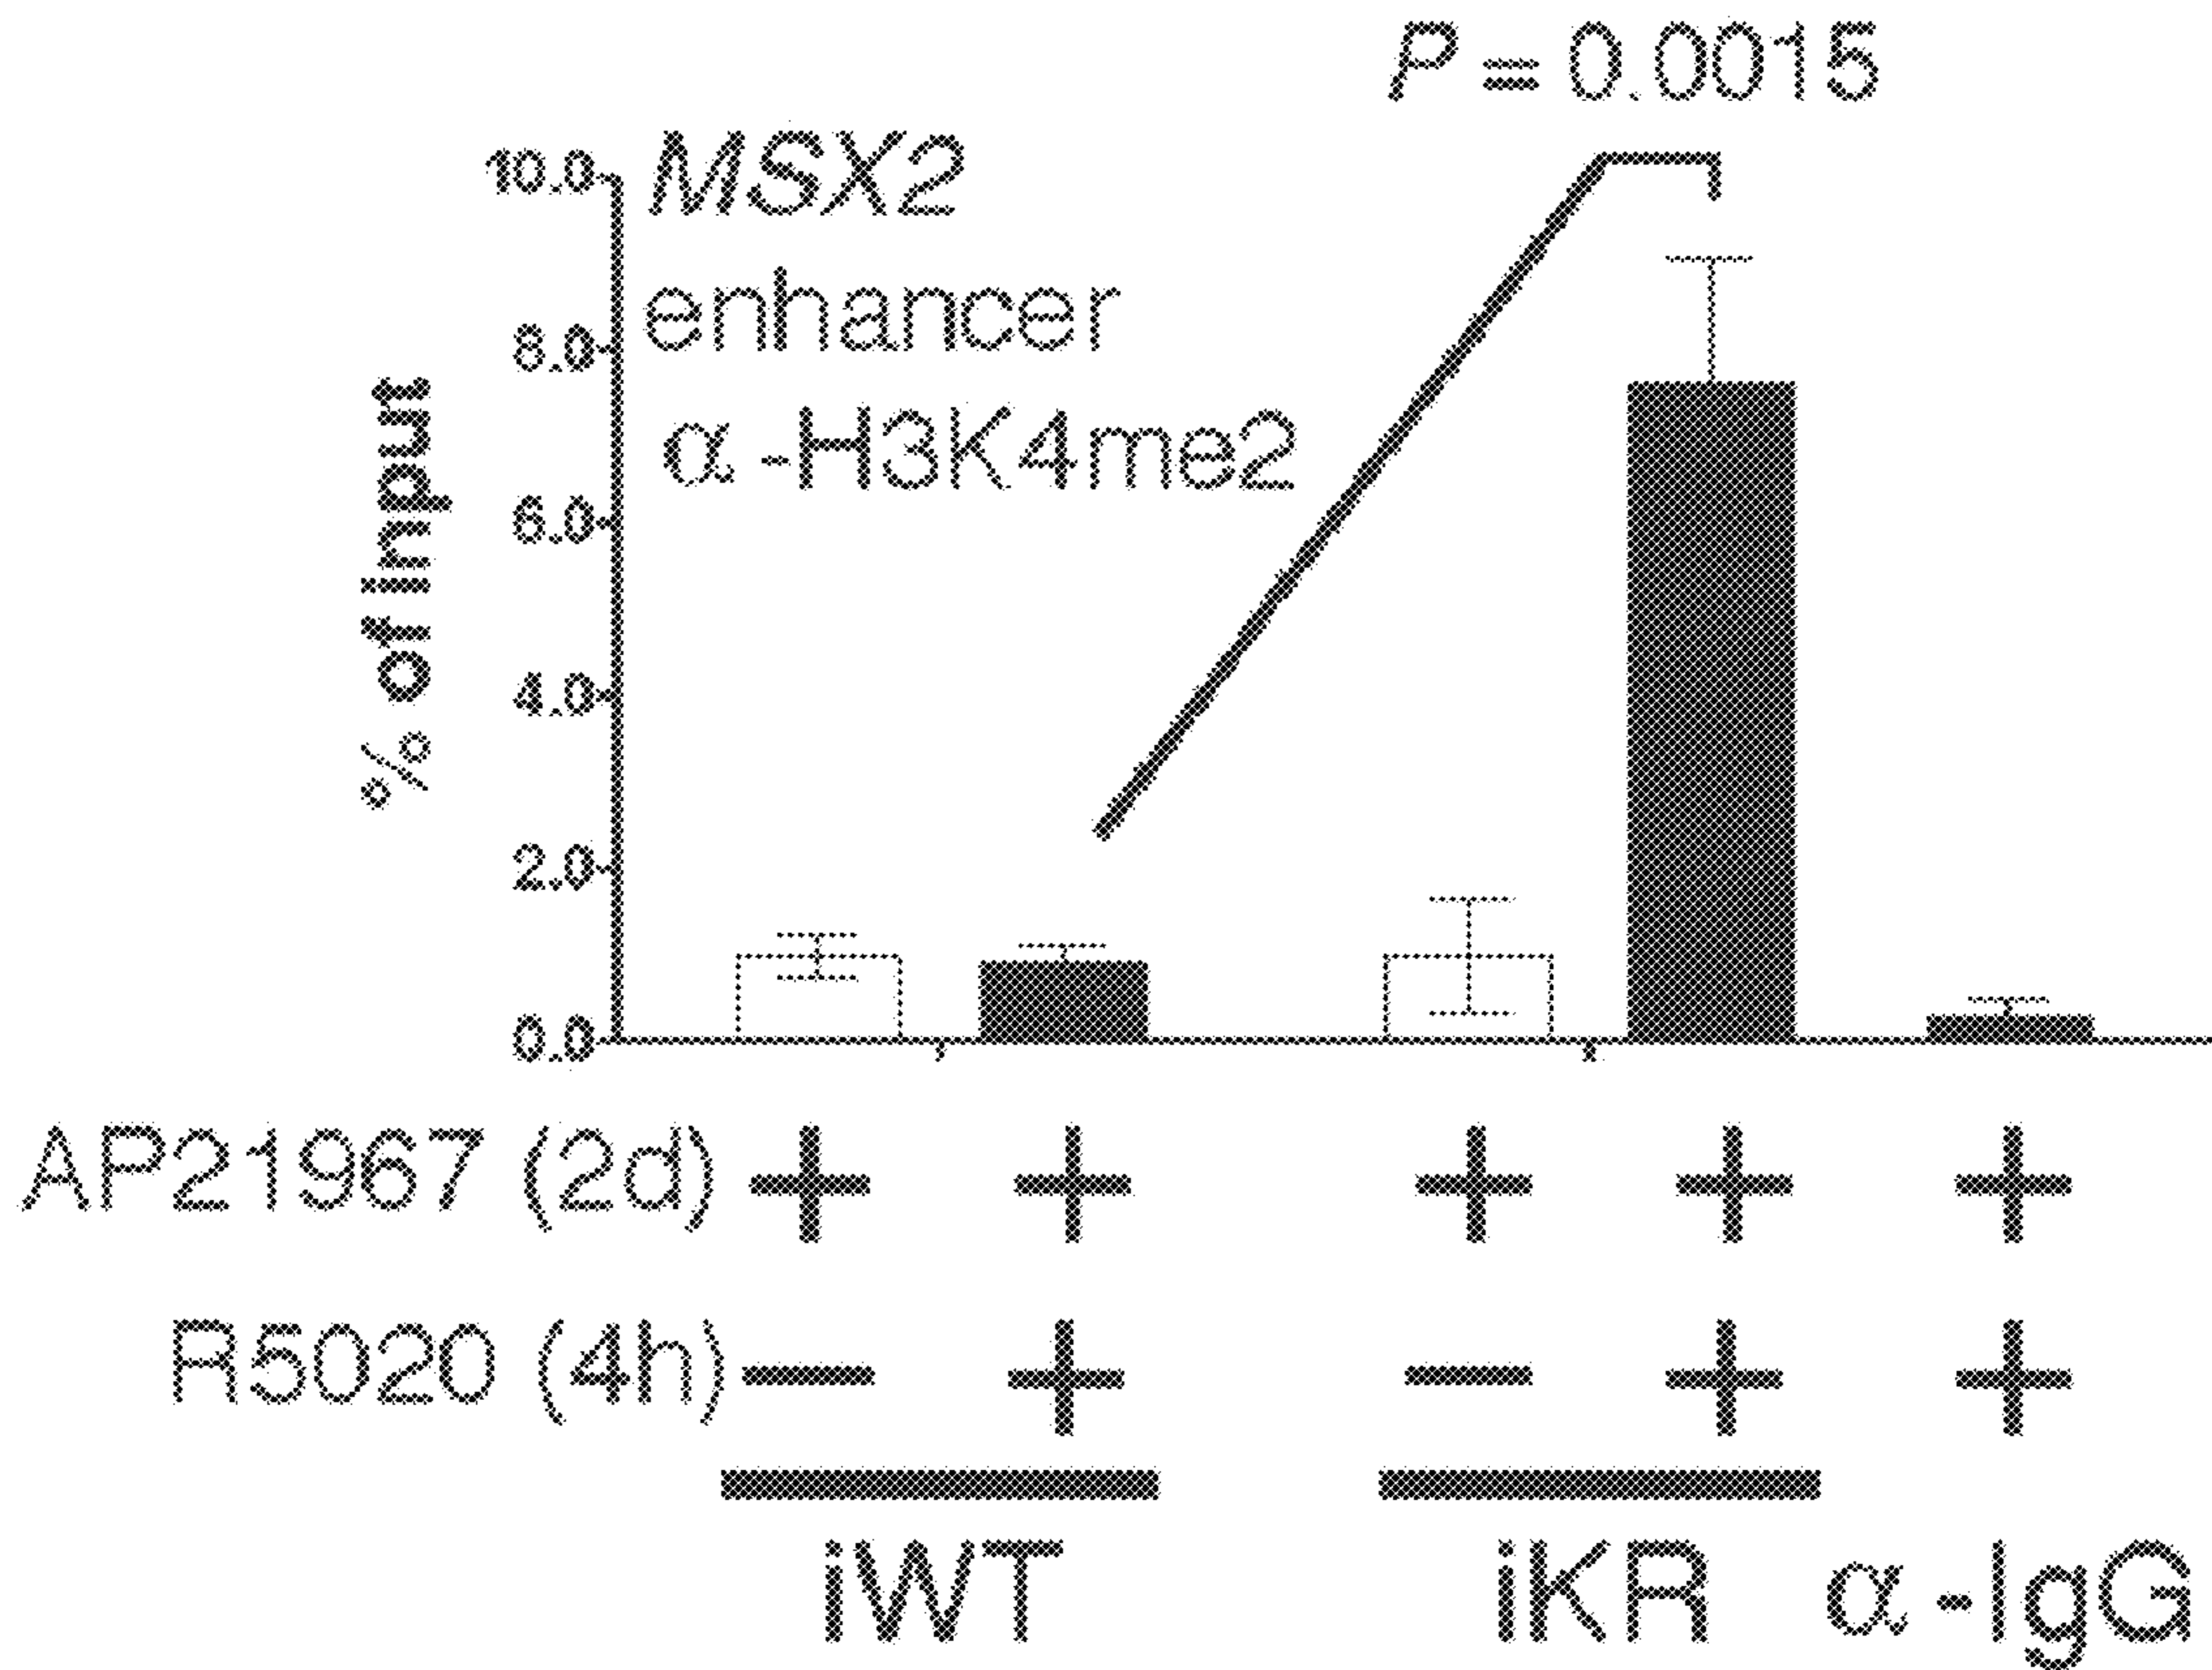 P = 0.0015
MSX2
enhancer
α-H3K4me2
% of input
10.0
8.0
6.0
4.0
2.0
0.0
AP21967 (2d) + + + + +
R5020 (4h) − + − + +
iWT iKR α-IgG